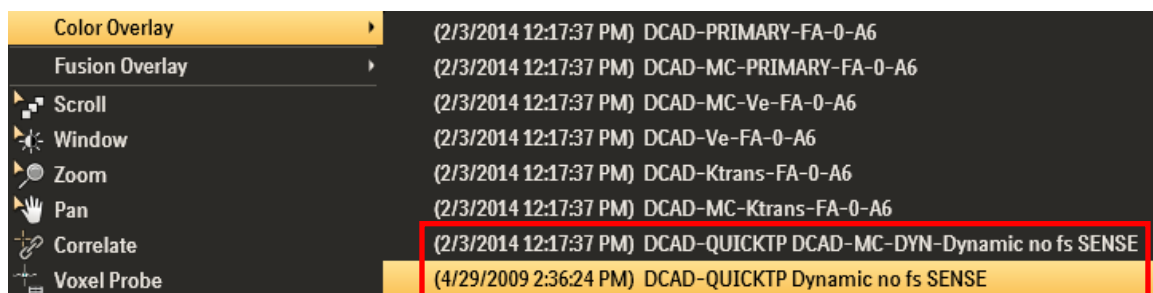 Color Overlay
Fusion Overlay
Scroll
Window
Zoom
Pan
Correlate
Voxel Probe
(2/3/2014 12:17:37 PM) DCAD-PRIMARY-FA-0-A6
(2/3/2014 12:17:37 PM) DCAD-MC-PRIMARY-FA-0-A6
(2/3/2014 12:17:37 PM) DCAD-MC-Ve-FA-0-A6
(2/3/2014 12:17:37 PM) DCAD-Ve-FA-0-A6
(2/3/2014 12:17:37 PM) DCAD-Ktrans-FA-0-A6
(2/3/2014 12:17:37 PM) DCAD-MC-Ktrans-FA-0-A6
(2/3/2014 12:17:37 PM) DCAD-QUICKTP DCAD-MC-DYN-Dynamic no fs SENSE
(4/29/2009 2:36:24 PM) DCAD-QUICKTP Dynamic no fs SENSE